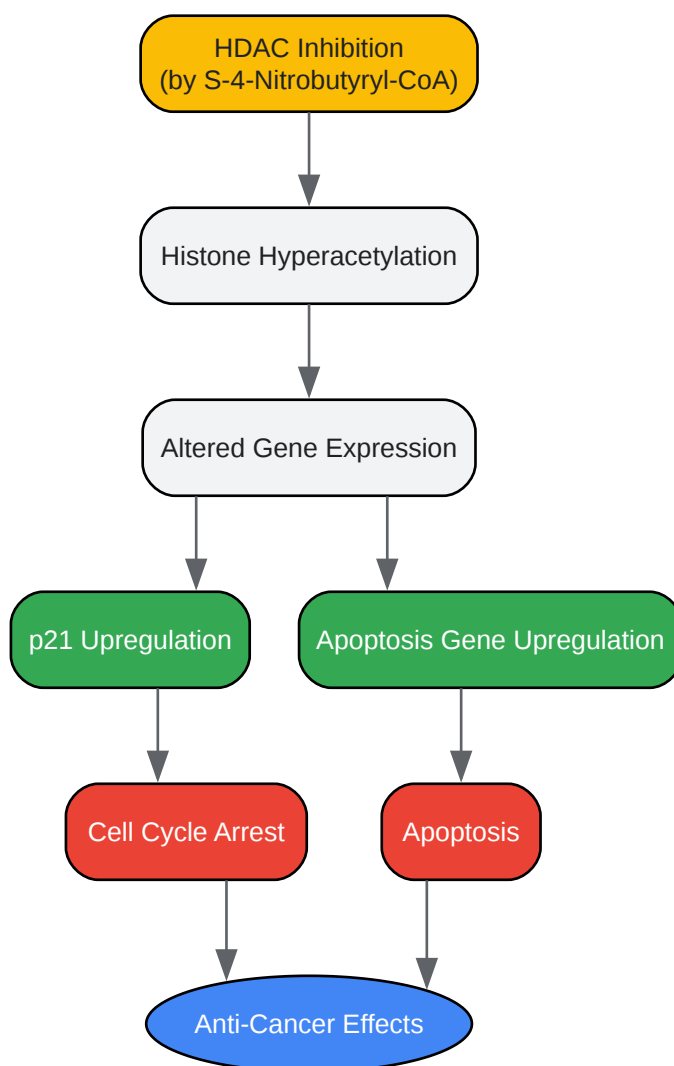 HDAC Inhibition
(by S-4-Nitrobutyryl-CoA)
Histone Hyperacetylation
Altered Gene Expression
p21 Upregulation
Apoptosis Gene Upregulation
Cell Cycle Arrest
Apoptosis
Anti-Cancer Effects